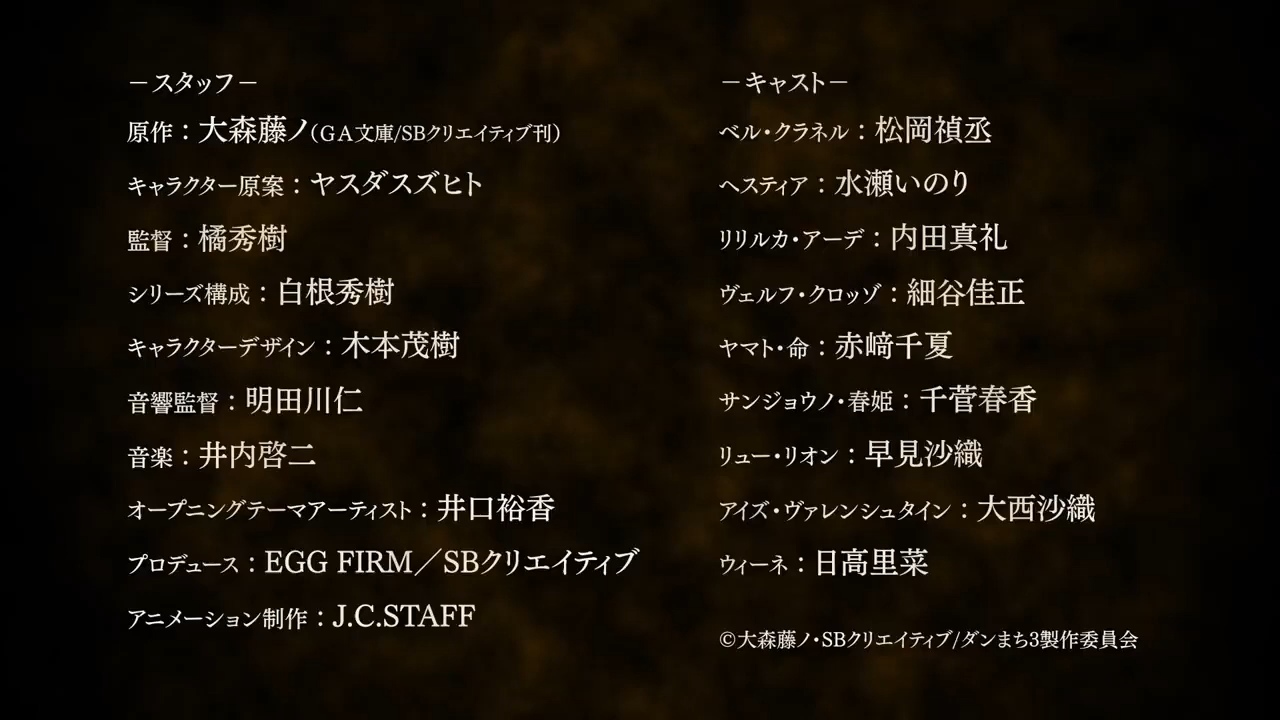 －スタッフ－
原作：大森藤ノ（ＧＡ文庫/SBクリエイティブ刊）
キャラクター原案：ヤスダスズヒト
監督：橘秀樹
シリーズ構成：白根秀樹
キャラクターデザイン：木本茂樹
音響監督：明田川仁
音楽：井内啓二
オープニングテーマアーティスト：井口裕香
プロデュース：EGG FIRM／SBクリエイティブ
アニメーション制作：J.C.STAFF
－キャスト－
ベル・クラネル：松岡禎丞
ヘスティア：水瀬いのり
リリルカ・アーデ：内田真礼
ヴェルフ・クロッゾ：細谷佳正
ヤマト・命：赤﨑千夏
サンジョウノ・春姫：千菅春香
リュー・リオン：早見沙織
アイズ・ヴァレンシュタイン：大西沙織
ウィーネ：日高里菜
©大森藤ノ・SBクリエイティブ/ダンまち3製作委員会